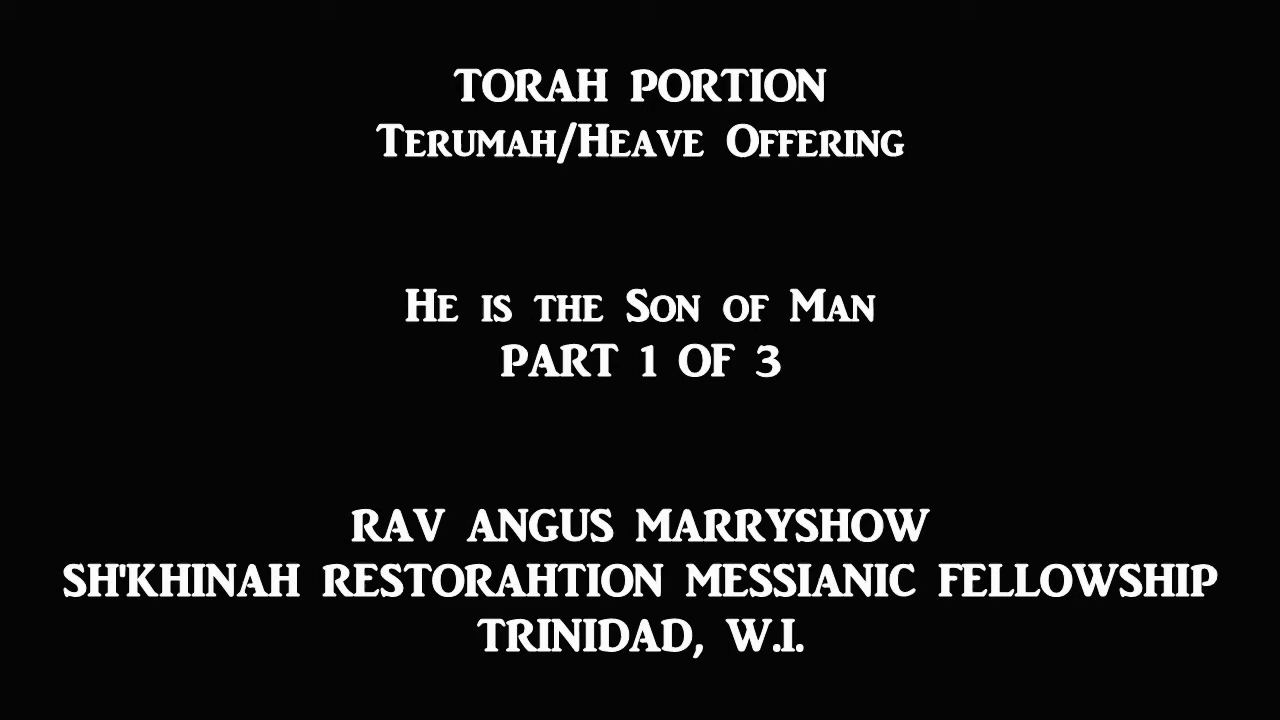 TORAH PORTION
TERUMAH/HEAVE OFFERING
HE IS THE SON OF MAN
PART 1 OF 3
RAV ANGUS MARRYSHOW
SH'KHINAH RESTORAHTION MESSIANIC FELLOWSHIP
TRINIDAD, W.I.